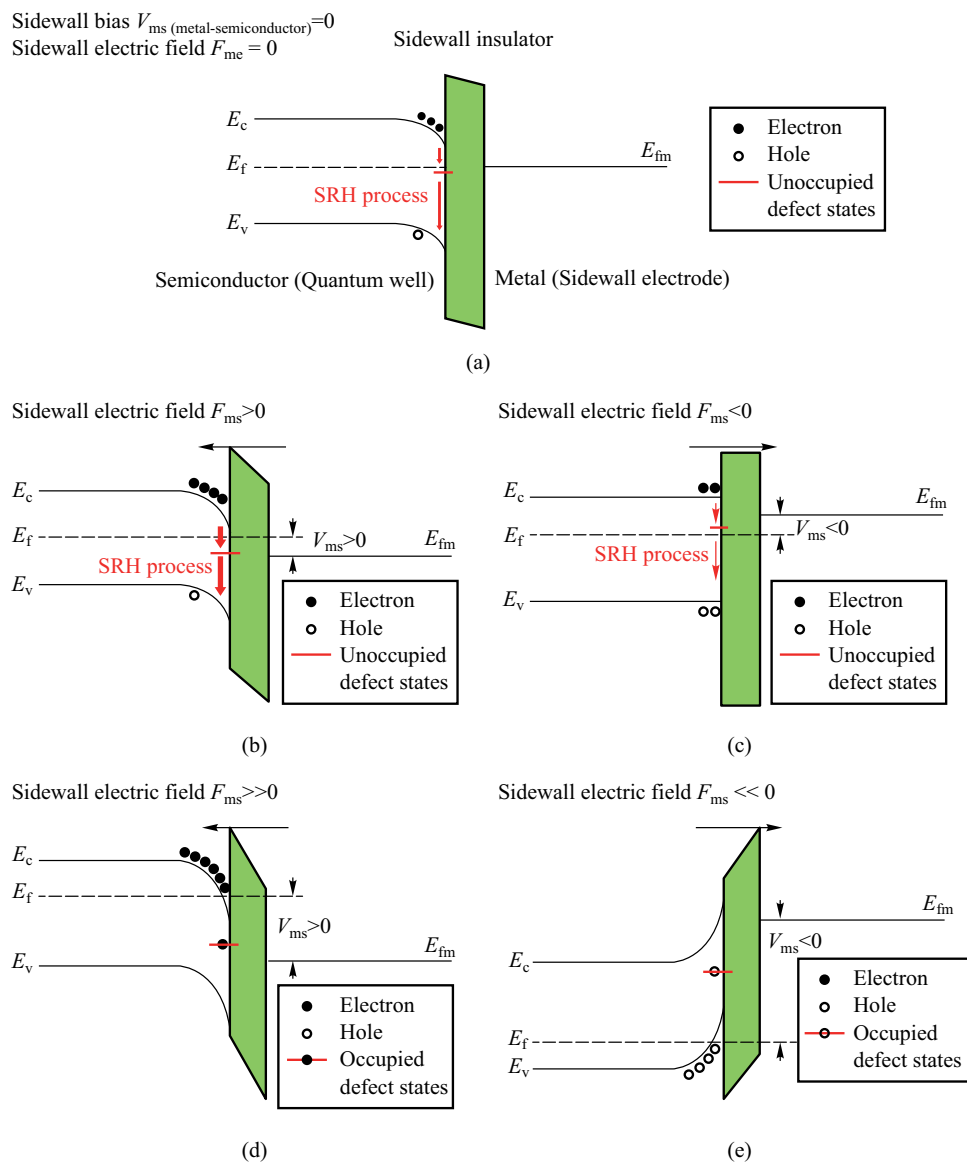 Sidewall bias V_ms (metal-semiconductor)=0
Sidewall electric field F_me = 0
Sidewall insulator
E_c
E_f
E_v
SRH process
E_fm
Electron
Hole
Unoccupied
defect states
Semiconductor (Quantum well)
Metal (Sidewall electrode)
(a)
Sidewall electric field F_ms>0
E_c
E_f
E_v
SRH process
V_ms>0
E_fm
Electron
Hole
Unoccupied
defect states
(b)
Sidewall electric field F_ms<0
E_c
E_f
E_v
SRH process
E_fm
V_ms<0
Electron
Hole
Unoccupied
defect states
(c)
Sidewall electric field F_ms>>0
E_c
E_f
E_v
V_ms>0
E_fm
Electron
Hole
Occupied
defect states
(d)
Sidewall electric field F_ms << 0
E_c
E_f
E_v
E_fm
V_ms<0
Electron
Hole
Occupied
defect states
(e)